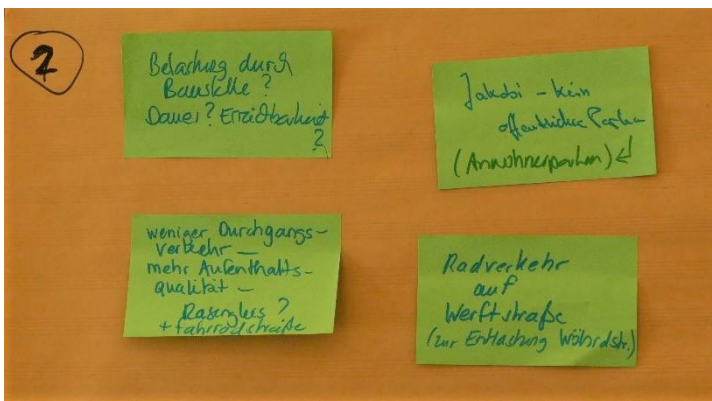 2
Belastung durch
Baustelle?
Dauer? Erreichbarkeit
?
Jakobi - kein
öffentliches Parken
(Anwohnerparken)
weniger Durchgangs-
verkehr —
mehr Aufenthalts-
qualität -
Rasengleis?
+ Fahrradstraße
Radverkehr
auf
Werftstraße
(zur Entlastung Wöhrdstr.)